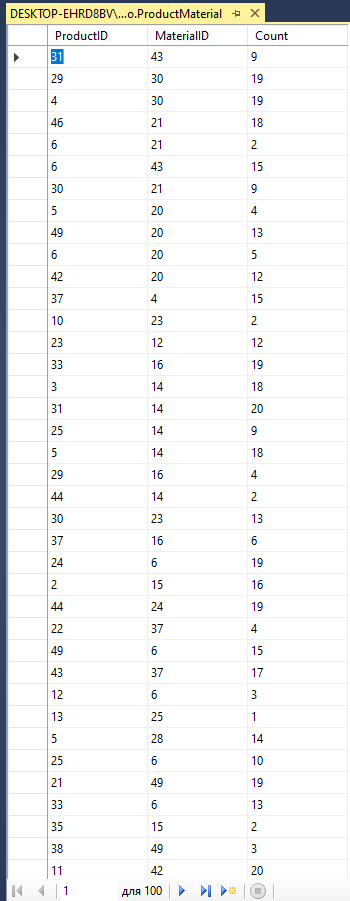 DESKTOP-EHRD8BV\...o.ProductMaterial
ProductID MaterialID Count
31 43 9
29 30 19
4 30 19
46 21 18
6 21 2
6 43 15
30 21 9
5 20 4
49 20 13
6 20 5
42 20 12
37 4 15
10 23 2
23 12 12
33 16 19
3 14 18
31 14 20
25 14 9
5 14 18
29 16 4
44 14 2
30 23 13
37 16 6
24 6 19
2 15 16
44 24 19
22 37 4
49 6 15
43 37 17
12 6 3
13 25 1
5 28 14
25 6 10
21 49 19
33 6 13
35 15 2
38 49 3
11 42 20
1 для 100